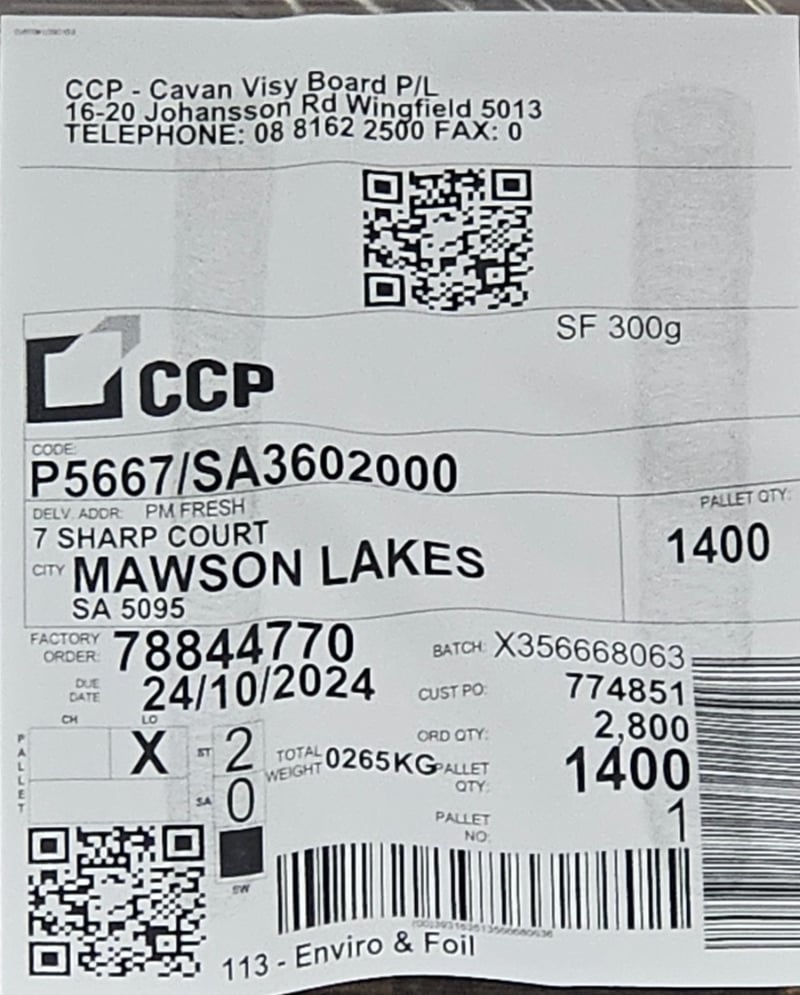 CCP - Cavan Visy Board P/L
16-20 Johansson Rd Wingfield 5013
TELEPHONE: 08 8162 2500 FAX: 0
SF 300g
CCP
CODE:
P5667/SA3602000
DELV. ADDR: PM FRESH
7 SHARP COURT
CITY MAWSON LAKES
SA 5095
PALLET QTY:
1400
FACTORY ORDER: 78844770
DUE DATE 24/10/2024
BATCH: X356668063
CUST PO: 774851
ORD QTY: 2,800
PALLET QTY: 1400
PALLET NO: 1
CH LO
PALLET X
ST 2
SA 0
SW
TOTAL WEIGHT 0265KG
113 - Enviro & Foil